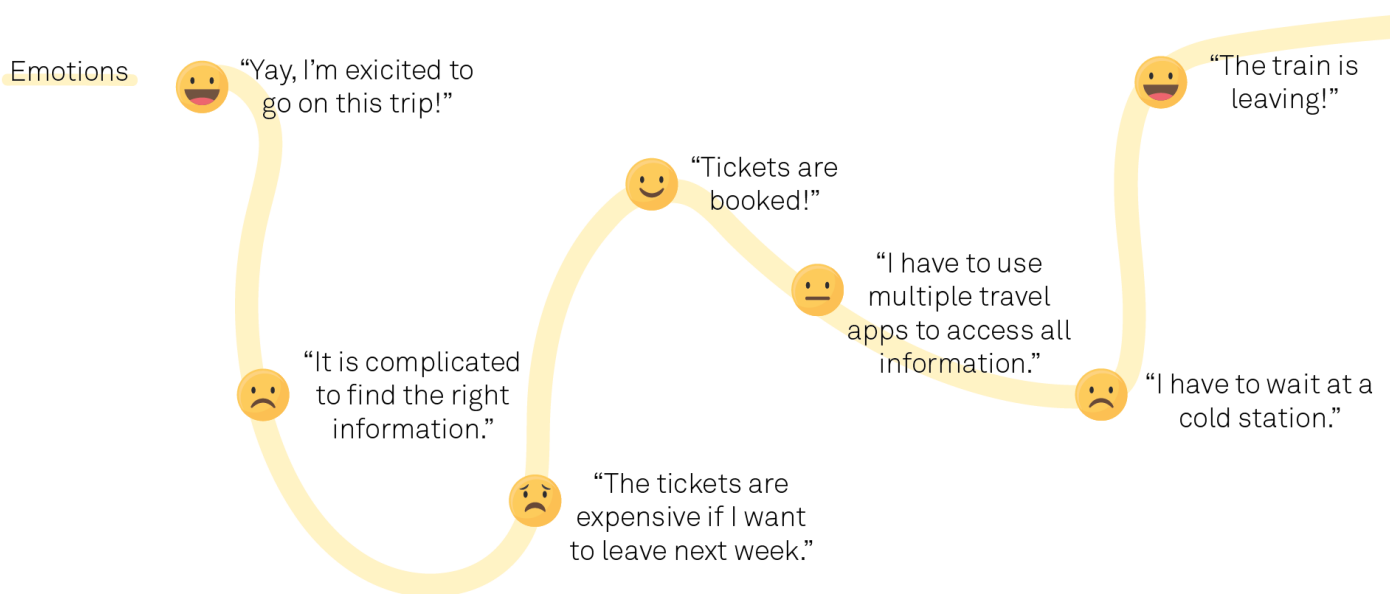 Emotions
“Yay, I’m exicited to
go on this trip!”
“It is complicated
to find the right
information.”
“The tickets are
expensive if I want
to leave next week.”
“Tickets are
booked!”
“I have to use
multiple travel
apps to access all
information.”
“I have to wait at a
cold station.”
“The train is
leaving!”